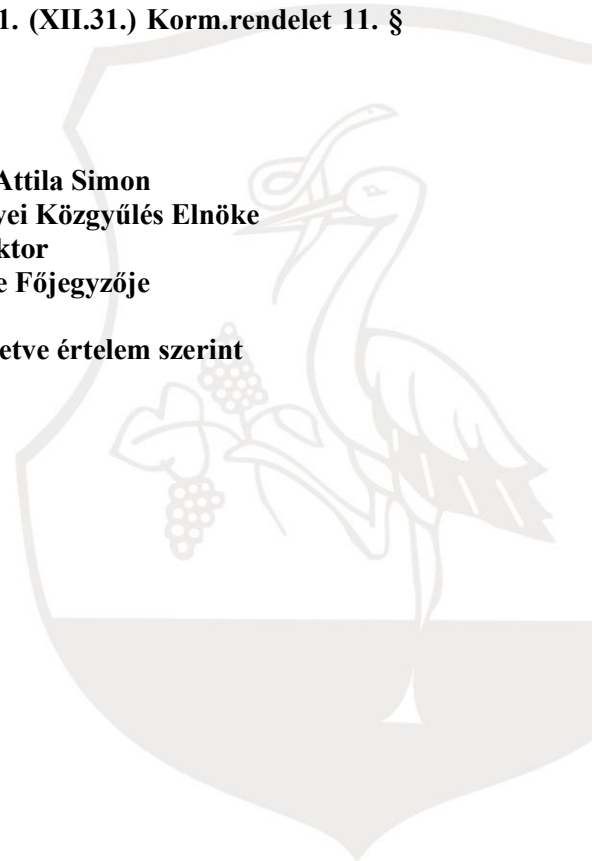 1. (XII.31.) Korm.rendelet 11. §
Attila Simon
yei Közgyűlés Elnöke
ktor
e Főjegyzője
etve értelem szerint